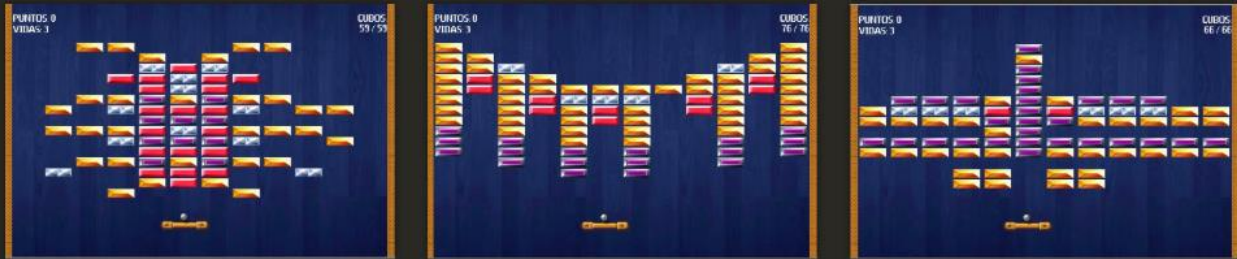 PUNTOS: 0
CUBOS:
VIDAS: 3
59 / 59
PUNTOS: 0
CUBOS:
VIDAS: 3
76 / 76
PUNTOS: 0
CUBOS:
VIDAS: 3
66 / 66